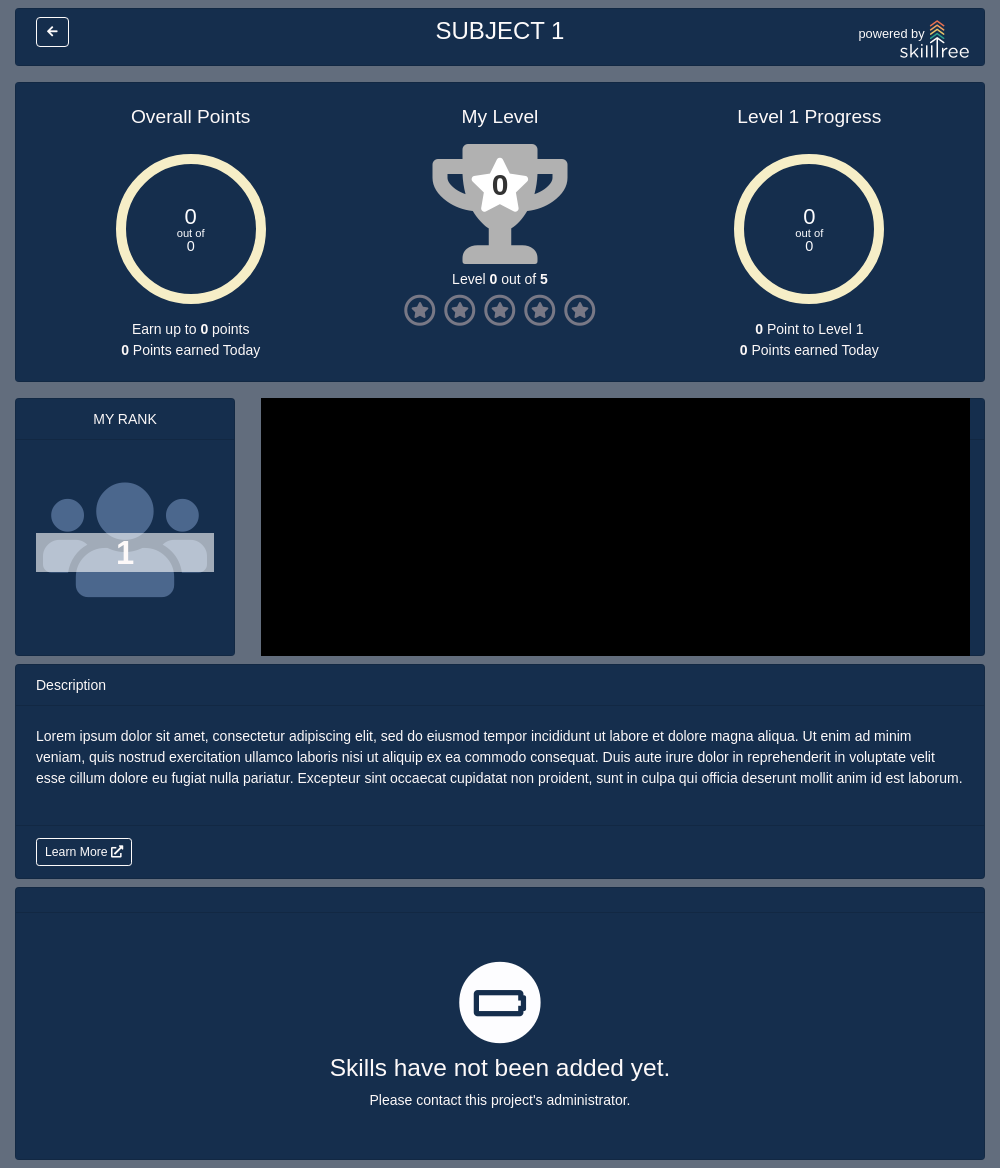 SUBJECT 1
powered by
skilltree
Overall Points
My Level
Level 1 Progress
0
out of
0
0
0
out of
0
Level 0 out of 5
Earn up to 0 points
0 Points earned Today
0 Point to Level 1
0 Points earned Today
MY RANK
1
Description
Lorem ipsum dolor sit amet, consectetur adipiscing elit, sed do eiusmod tempor incididunt ut labore et dolore magna aliqua. Ut enim ad minim
veniam, quis nostrud exercitation ullamco laboris nisi ut aliquip ex ea commodo consequat. Duis aute irure dolor in reprehenderit in voluptate velit
esse cillum dolore eu fugiat nulla pariatur. Excepteur sint occaecat cupidatat non proident, sunt in culpa qui officia deserunt mollit anim id est laborum.
Learn More
Skills have not been added yet.
Please contact this project's administrator.